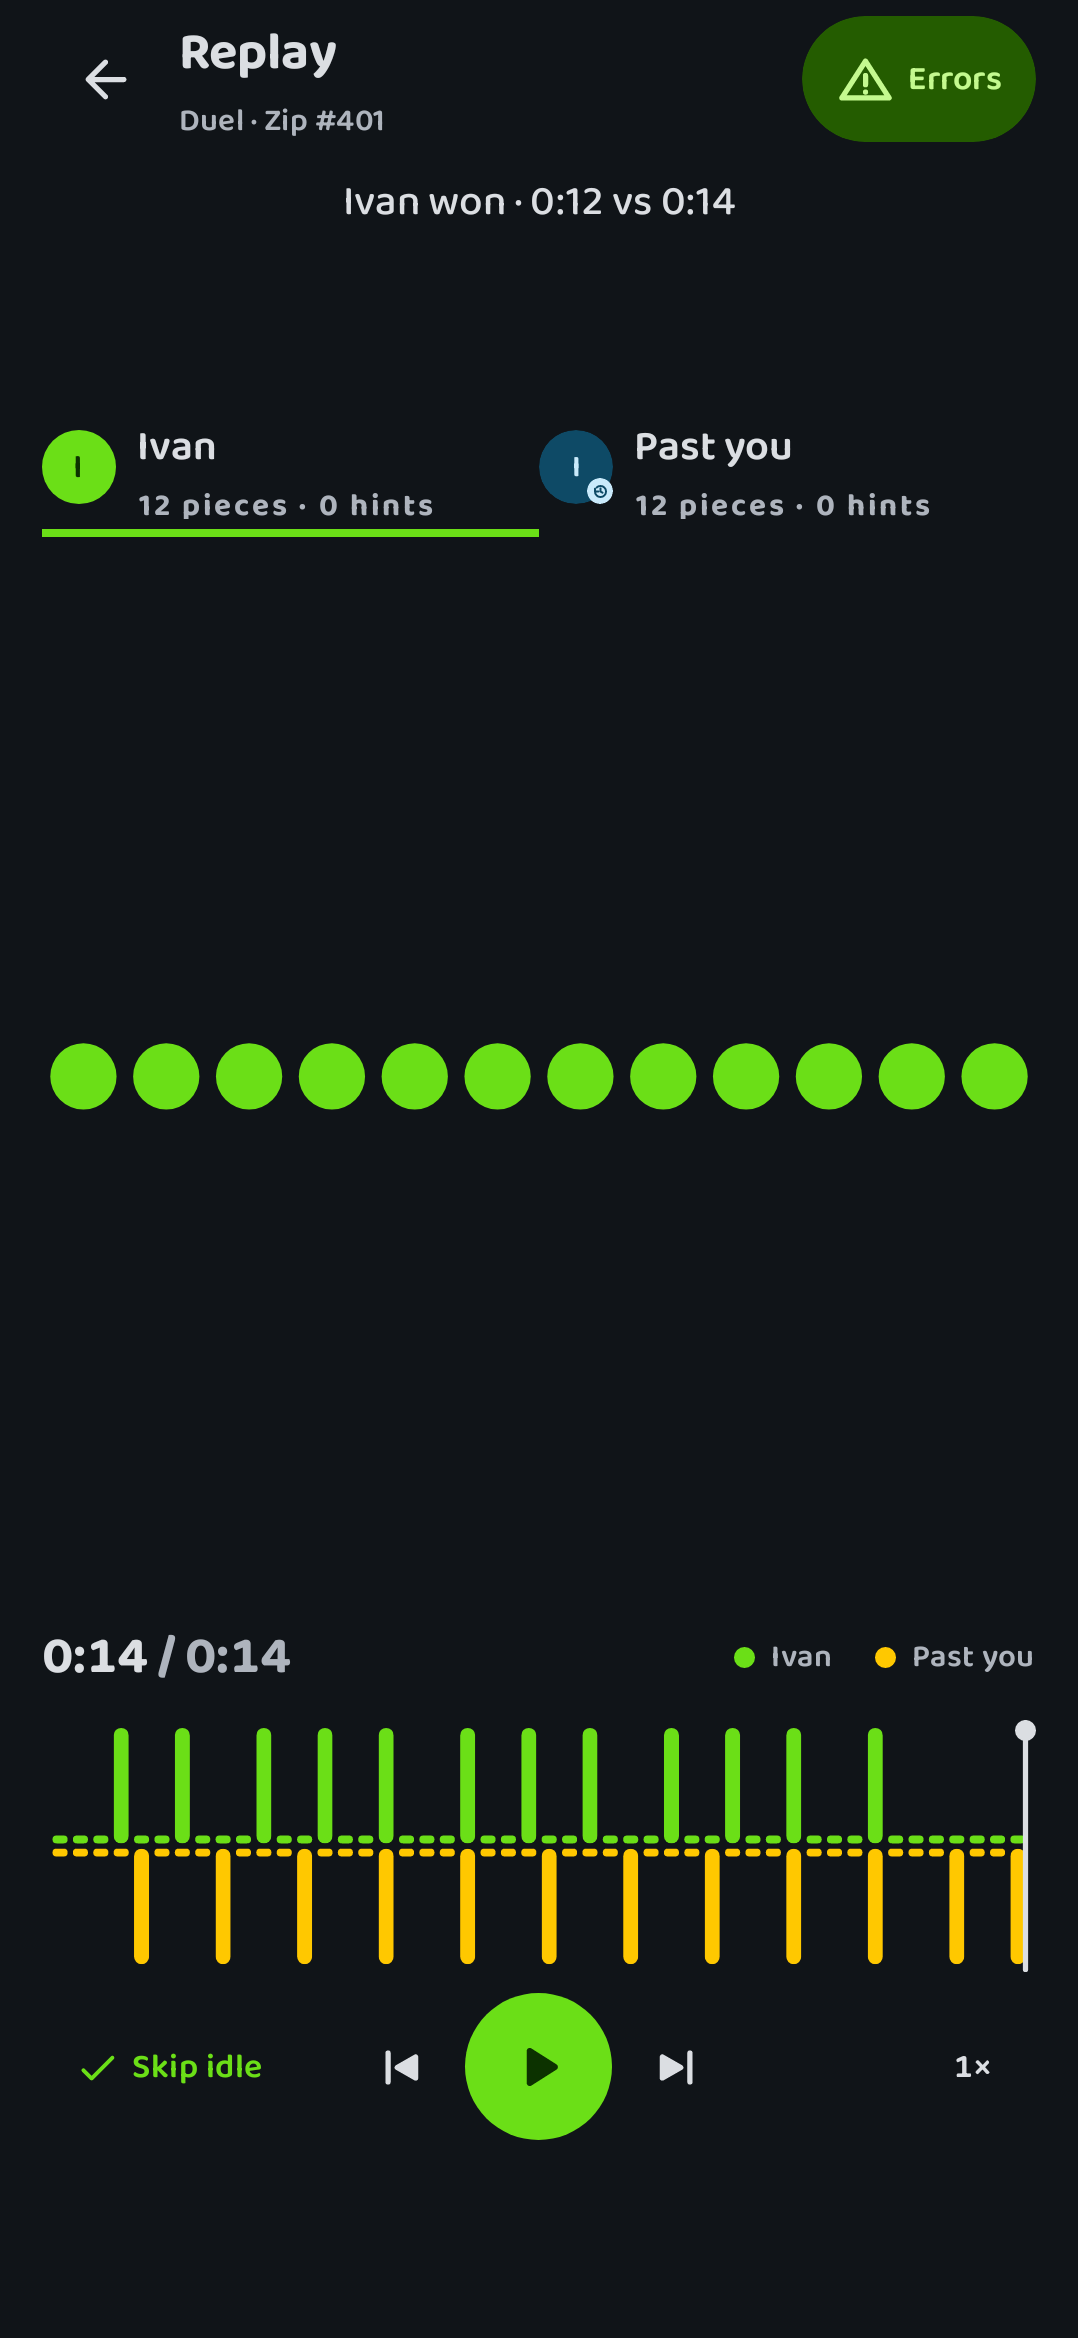 Replay
Duel · Zip #401
Errors
Ivan won · 0:12 vs 0:14
I
Ivan
12 pieces · 0 hints
I
Past you
12 pieces · 0 hints
0:14 / 0:14
Ivan
Past you
Skip idle
1×